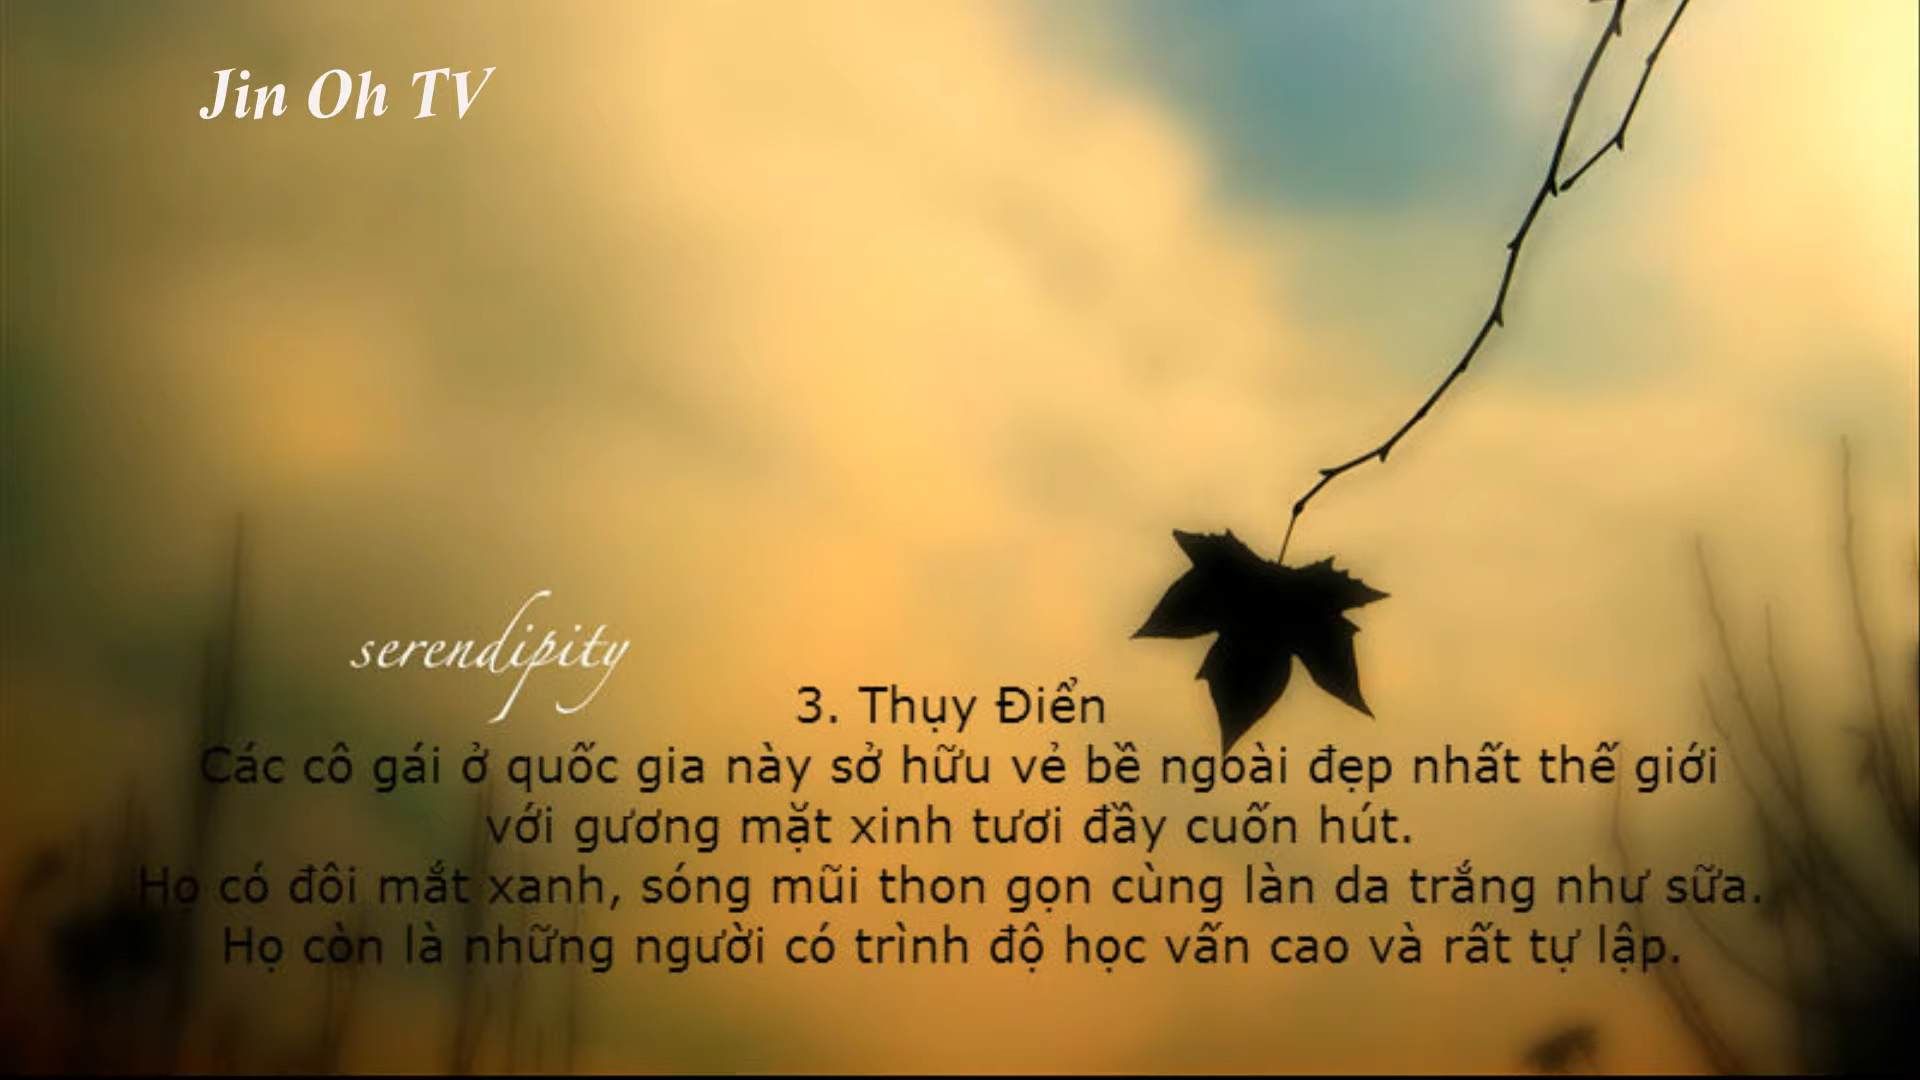 Jin Oh TV
serendipity
3. Thụy Điển
Các cô gái ở quốc gia này sở hữu vẻ bề ngoài đẹp nhất thế giới
với gương mặt xinh tươi đầy cuốn hút.
Họ có đôi mắt xanh, sóng mũi thon gọn cùng làn da trắng như sữa.
Họ còn là những người có trình độ học vấn cao và rất tự lập.